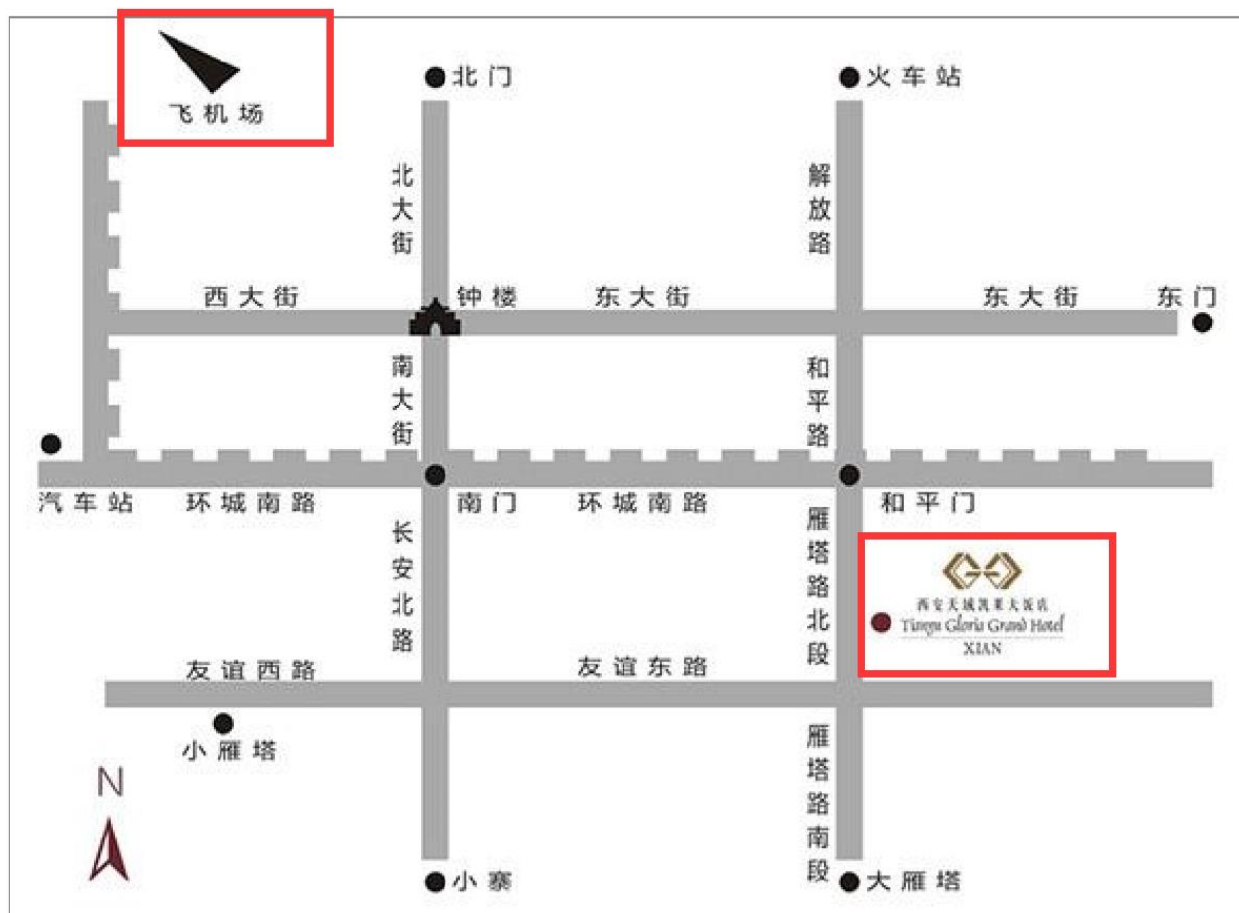 飞机场
北门
火车站
北大街
解放路
西大街
钟楼
东大街
东大街
东门
南大街
和平路
汽车站
环城南路
南门
环城南路
和平门
长安北路
雁塔路北段
西安天域凯莱大饭店
Tianyu Gloria Grand Hotel
XIAN
友谊西路
友谊东路
小雁塔
雁塔路南段
N
小寨
大雁塔